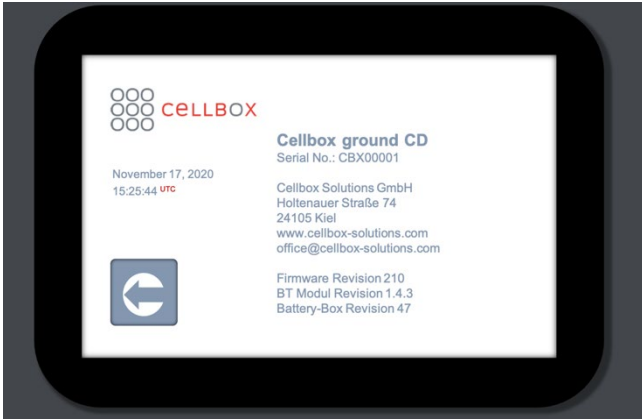 cellbox
November 17, 2020
15:25:44 UTC
Cellbox ground CD
Serial No.: CBX00001
Cellbox Solutions GmbH
Holtenauer Straße 74
24105 Kiel
www.cellbox-solutions.com
office@cellbox-solutions.com
Firmware Revision 210
BT Modul Revision 1.4.3
Battery-Box Revision 47